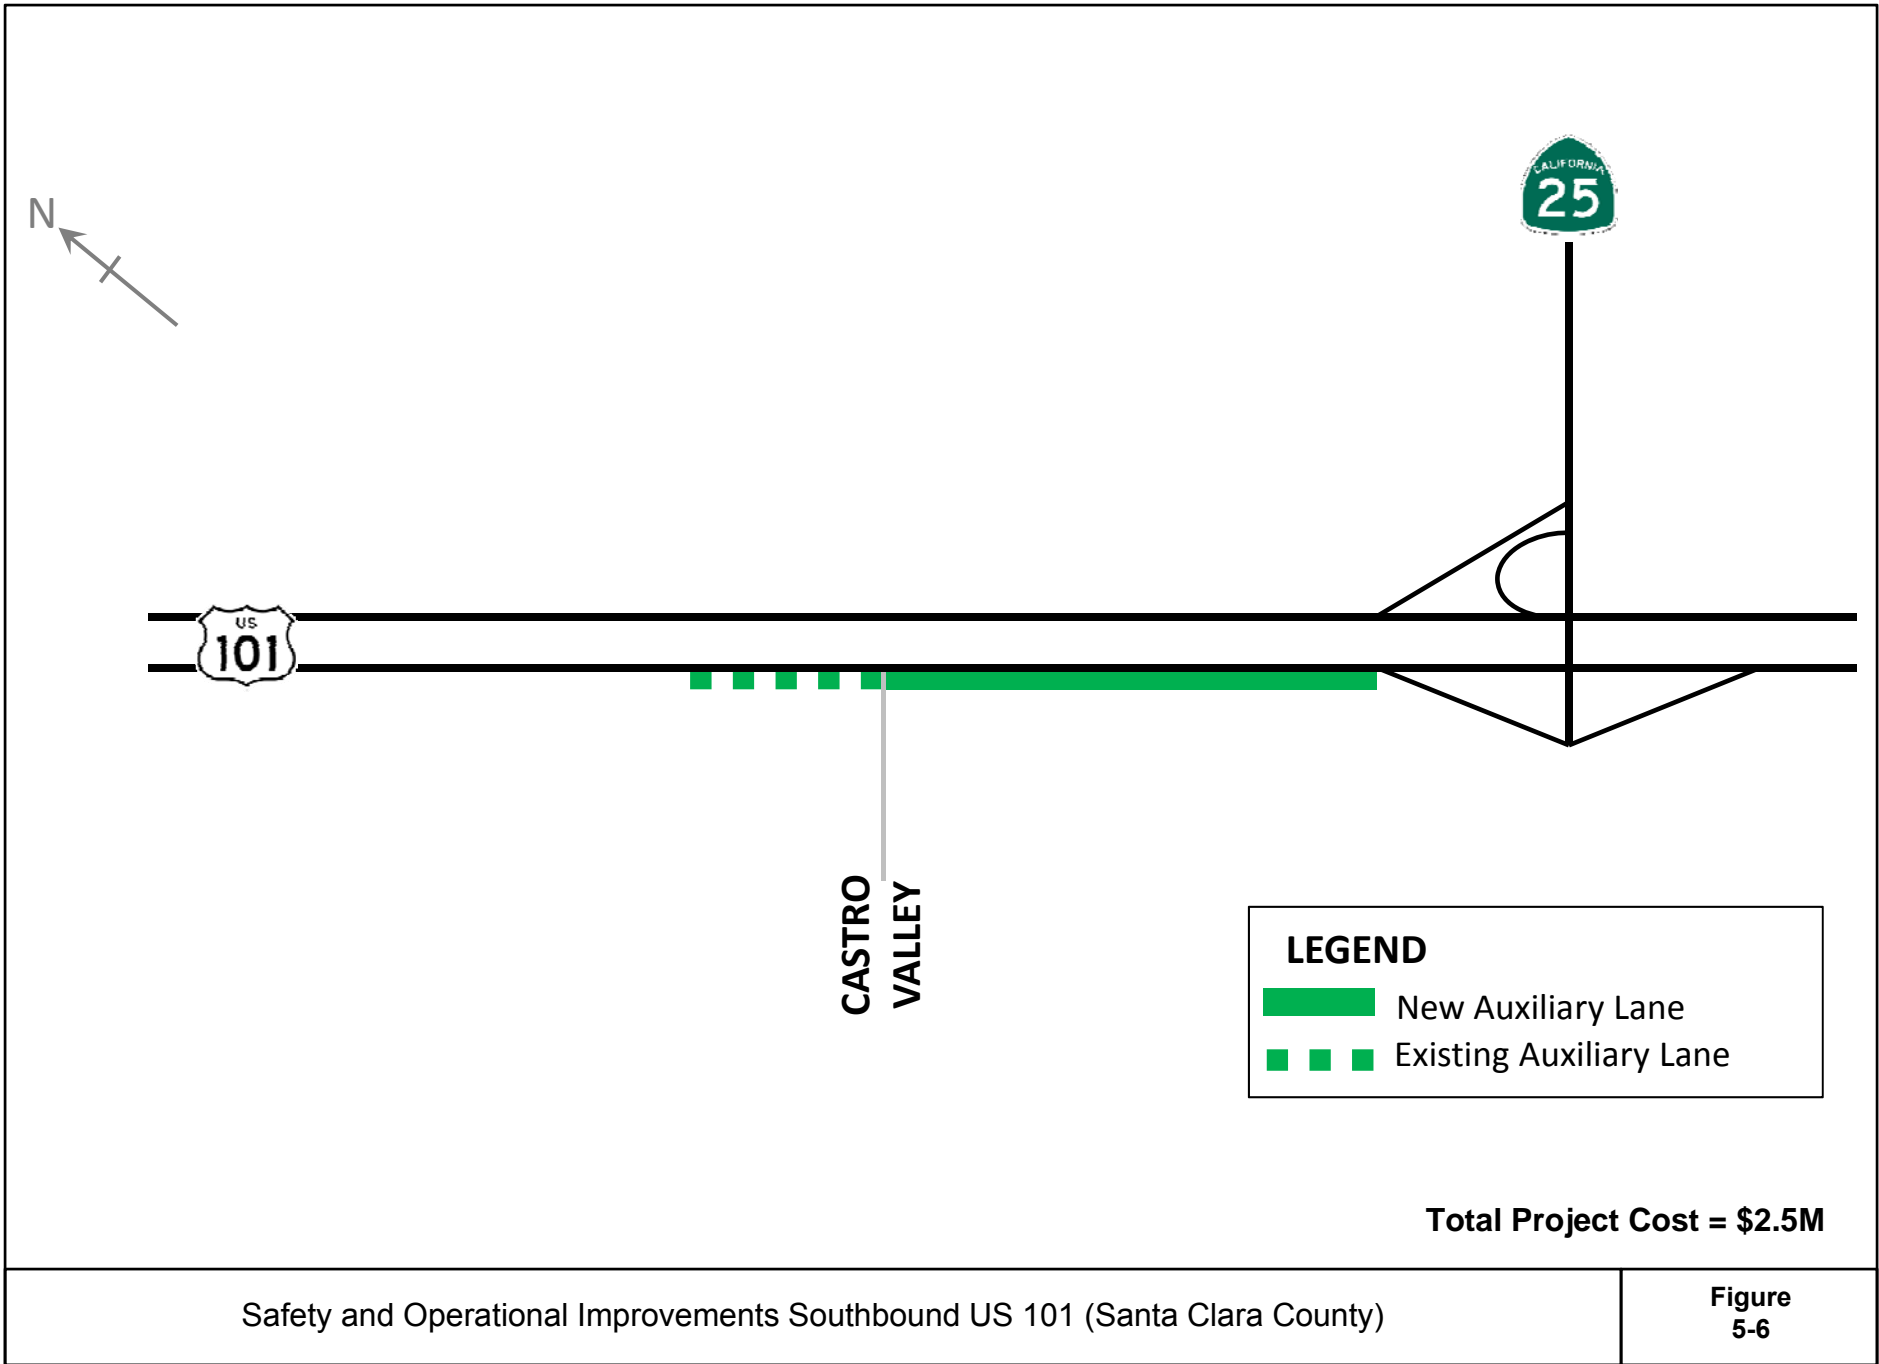 CALIFORNIA
25
N
US
101
CASTRO
VALLEY
LEGEND
New Auxiliary Lane
Existing Auxiliary Lane
Total Project Cost = $2.5M
Safety and Operational Improvements Southbound US 101 (Santa Clara County)
Figure
5-6